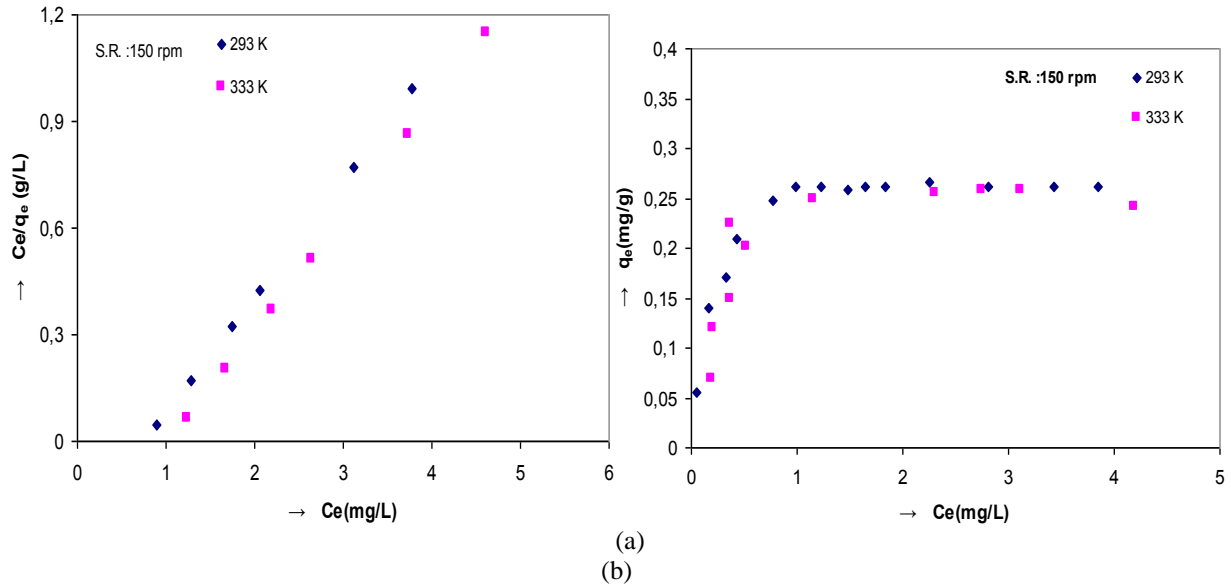 1,2
S.R. :150 rpm
293 K
333 K
0,9
0,6
0,3
0
→ Ce/qe (g/L)
0 1 2 3 4 5 6
→ Ce(mg/L)
0,4
S.R. :150 rpm
293 K
333 K
0,35
0,3
0,25
0,2
0,15
0,1
0,05
0
→ qe(mg/g)
0 1 2 3 4 5
→ Ce(mg/L)
(a)
(b)